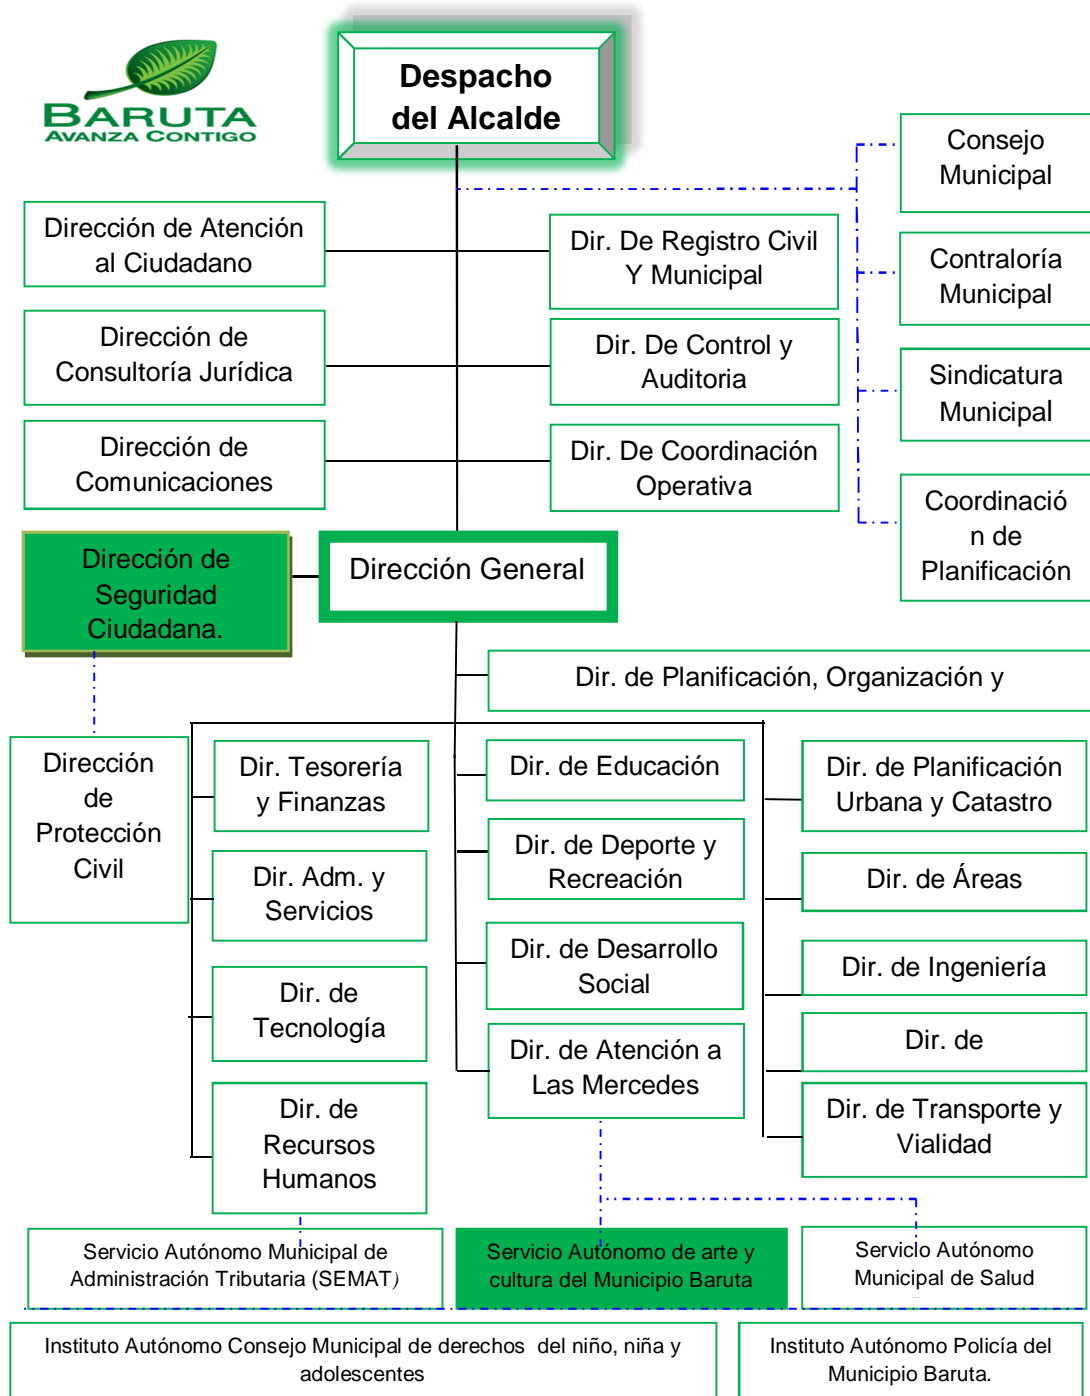 BARUTA
AVANZA CONTIGO
Despacho
del Alcalde
Consejo
Municipal
Dirección de Atención
al Ciudadano
Dir. De Registro Civil
Y Municipal
Contraloría
Municipal
Dirección de
Consultoría Jurídica
Dir. De Control y
Auditoria
Sindicatura
Municipal
Dirección de
Comunicaciones
Dir. De Coordinación
Operativa
Coordinació
n de
Planificación
Dirección de
Seguridad
Ciudadana.
Dirección General
Dir. de Planificación, Organización y
Dirección
de
Protección
Civil
Dir. Tesorería
y Finanzas
Dir. Adm. y
Servicios
Dir. de
Tecnología
Dir. de
Recursos
Humanos
Dir. de Educación
Dir. de Deporte y
Recreación
Dir. de Desarrollo
Social
Dir. de Atención a
Las Mercedes
Dir. de Planificación
Urbana y Catastro
Dir. de Áreas
Dir. de Ingeniería
Dir. de
Dir. de Transporte y
Vialidad
Servicio Autónomo Municipal de
Administración Tributaria (SEMAT)
Servicio Autónomo de arte y
cultura del Municipio Baruta
Servicio Autónomo
Municipal de Salud
Instituto Autónomo Consejo Municipal de derechos del niño, niña y
adolescentes
Instituto Autónomo Policía del
Municipio Baruta.